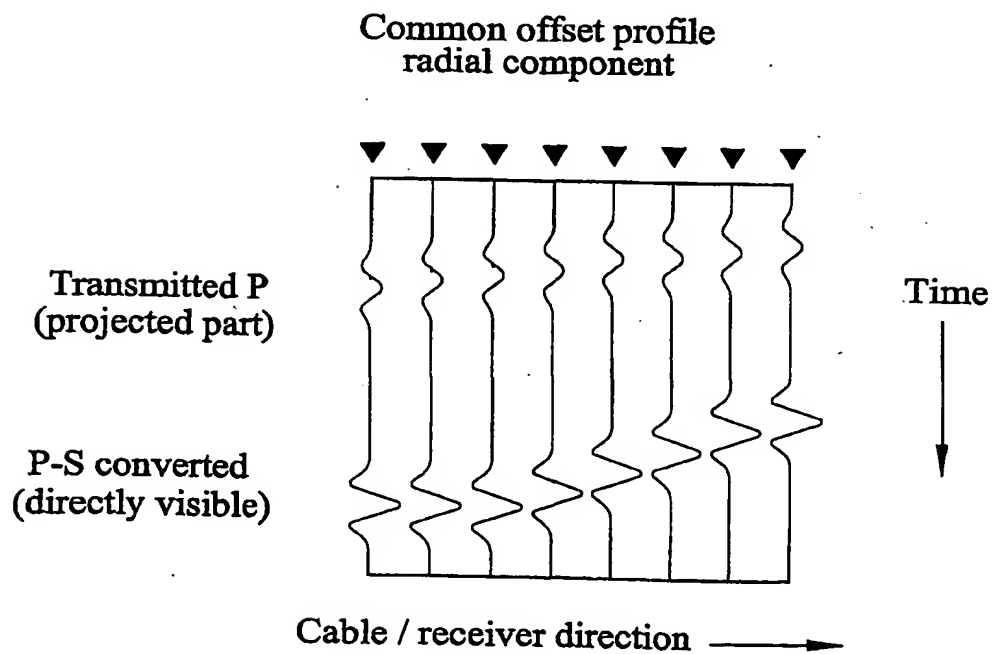 Common offset profile
radial component
Transmitted P
(projected part)
Time
P-S converted
(directly visible)
Cable / receiver direction